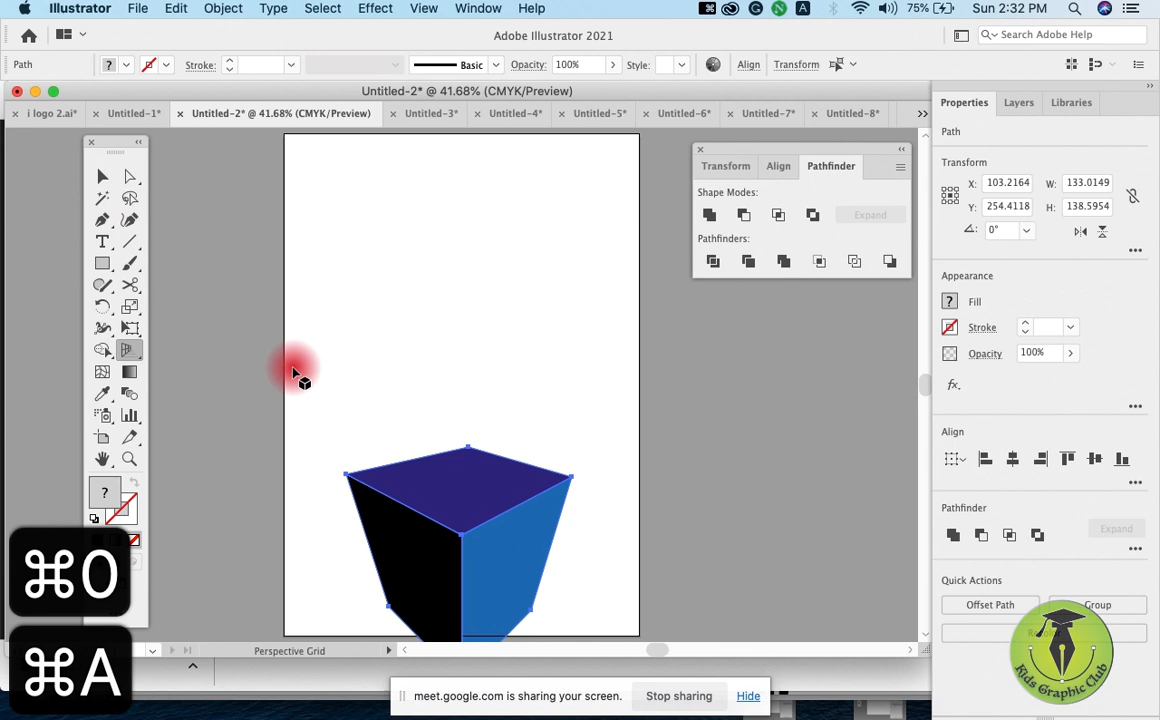 Illustrator File Edit Object Type Select Effect View Window Help 75% Sun 2:32 PM
Adobe Illustrator 2021
Search Adobe Help
Path ? Stroke: Basic Opacity: 100% Style: Align Transform
Untitled-2* @ 41.68% (CMYK/Preview)
i logo 2.ai* Untitled-1* Untitled-2* @ 41.68% (CMYK/Preview) Untitled-3* Untitled-4* Untitled-5* Untitled-6* Untitled-7* Untitled-8*
Properties Layers Libraries
Path
Transform
X: 103.2164 W: 133.0149
Y: 254.4118 H: 138.5954
0°
Transform Align Pathfinder
Shape Modes:
Expand
Pathfinders:
Appearance
? Fill
Stroke
Opacity 100%
fx.
Align
Pathfinder
Expand
Quick Actions
Offset Path Group
?
⌘O
⌘A
Perspective Grid
Kids Graphic Club
meet.google.com is sharing your screen. Stop sharing Hide